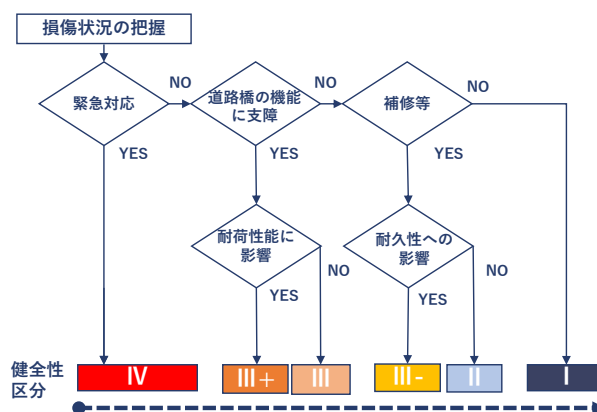 損傷状況の把握
緊急対応
NO
道路橋の機能
に支障
NO
補修等
NO
YES
YES
YES
耐荷性能に
影響
NO
耐久性への
影響
NO
YES
YES
健全性
区分
Ⅳ
Ⅲ+
Ⅲ
Ⅲ-
Ⅱ
Ⅰ